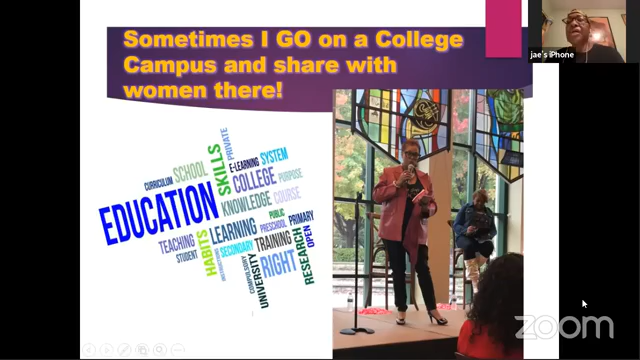 Sometimes I GO on a College
Campus and share with
women there!
jae's iPhone
PRIVATE
SKILLS
E-LEARNING
SYSTEM
SCHOOL
CURRICULUM
COLLEGE
PURPOSE
EDUCATION
KNOWLEDGE
COURSE
PUBLIC
PRIMARY
PRESCHOOL
LEARNING
TEACHING
STUDENT
HABITS
SECONDARY
TRAINING
OPEN
RESEARCH
RIGHT
UNIVERSITY
COMPULSORY
zoom